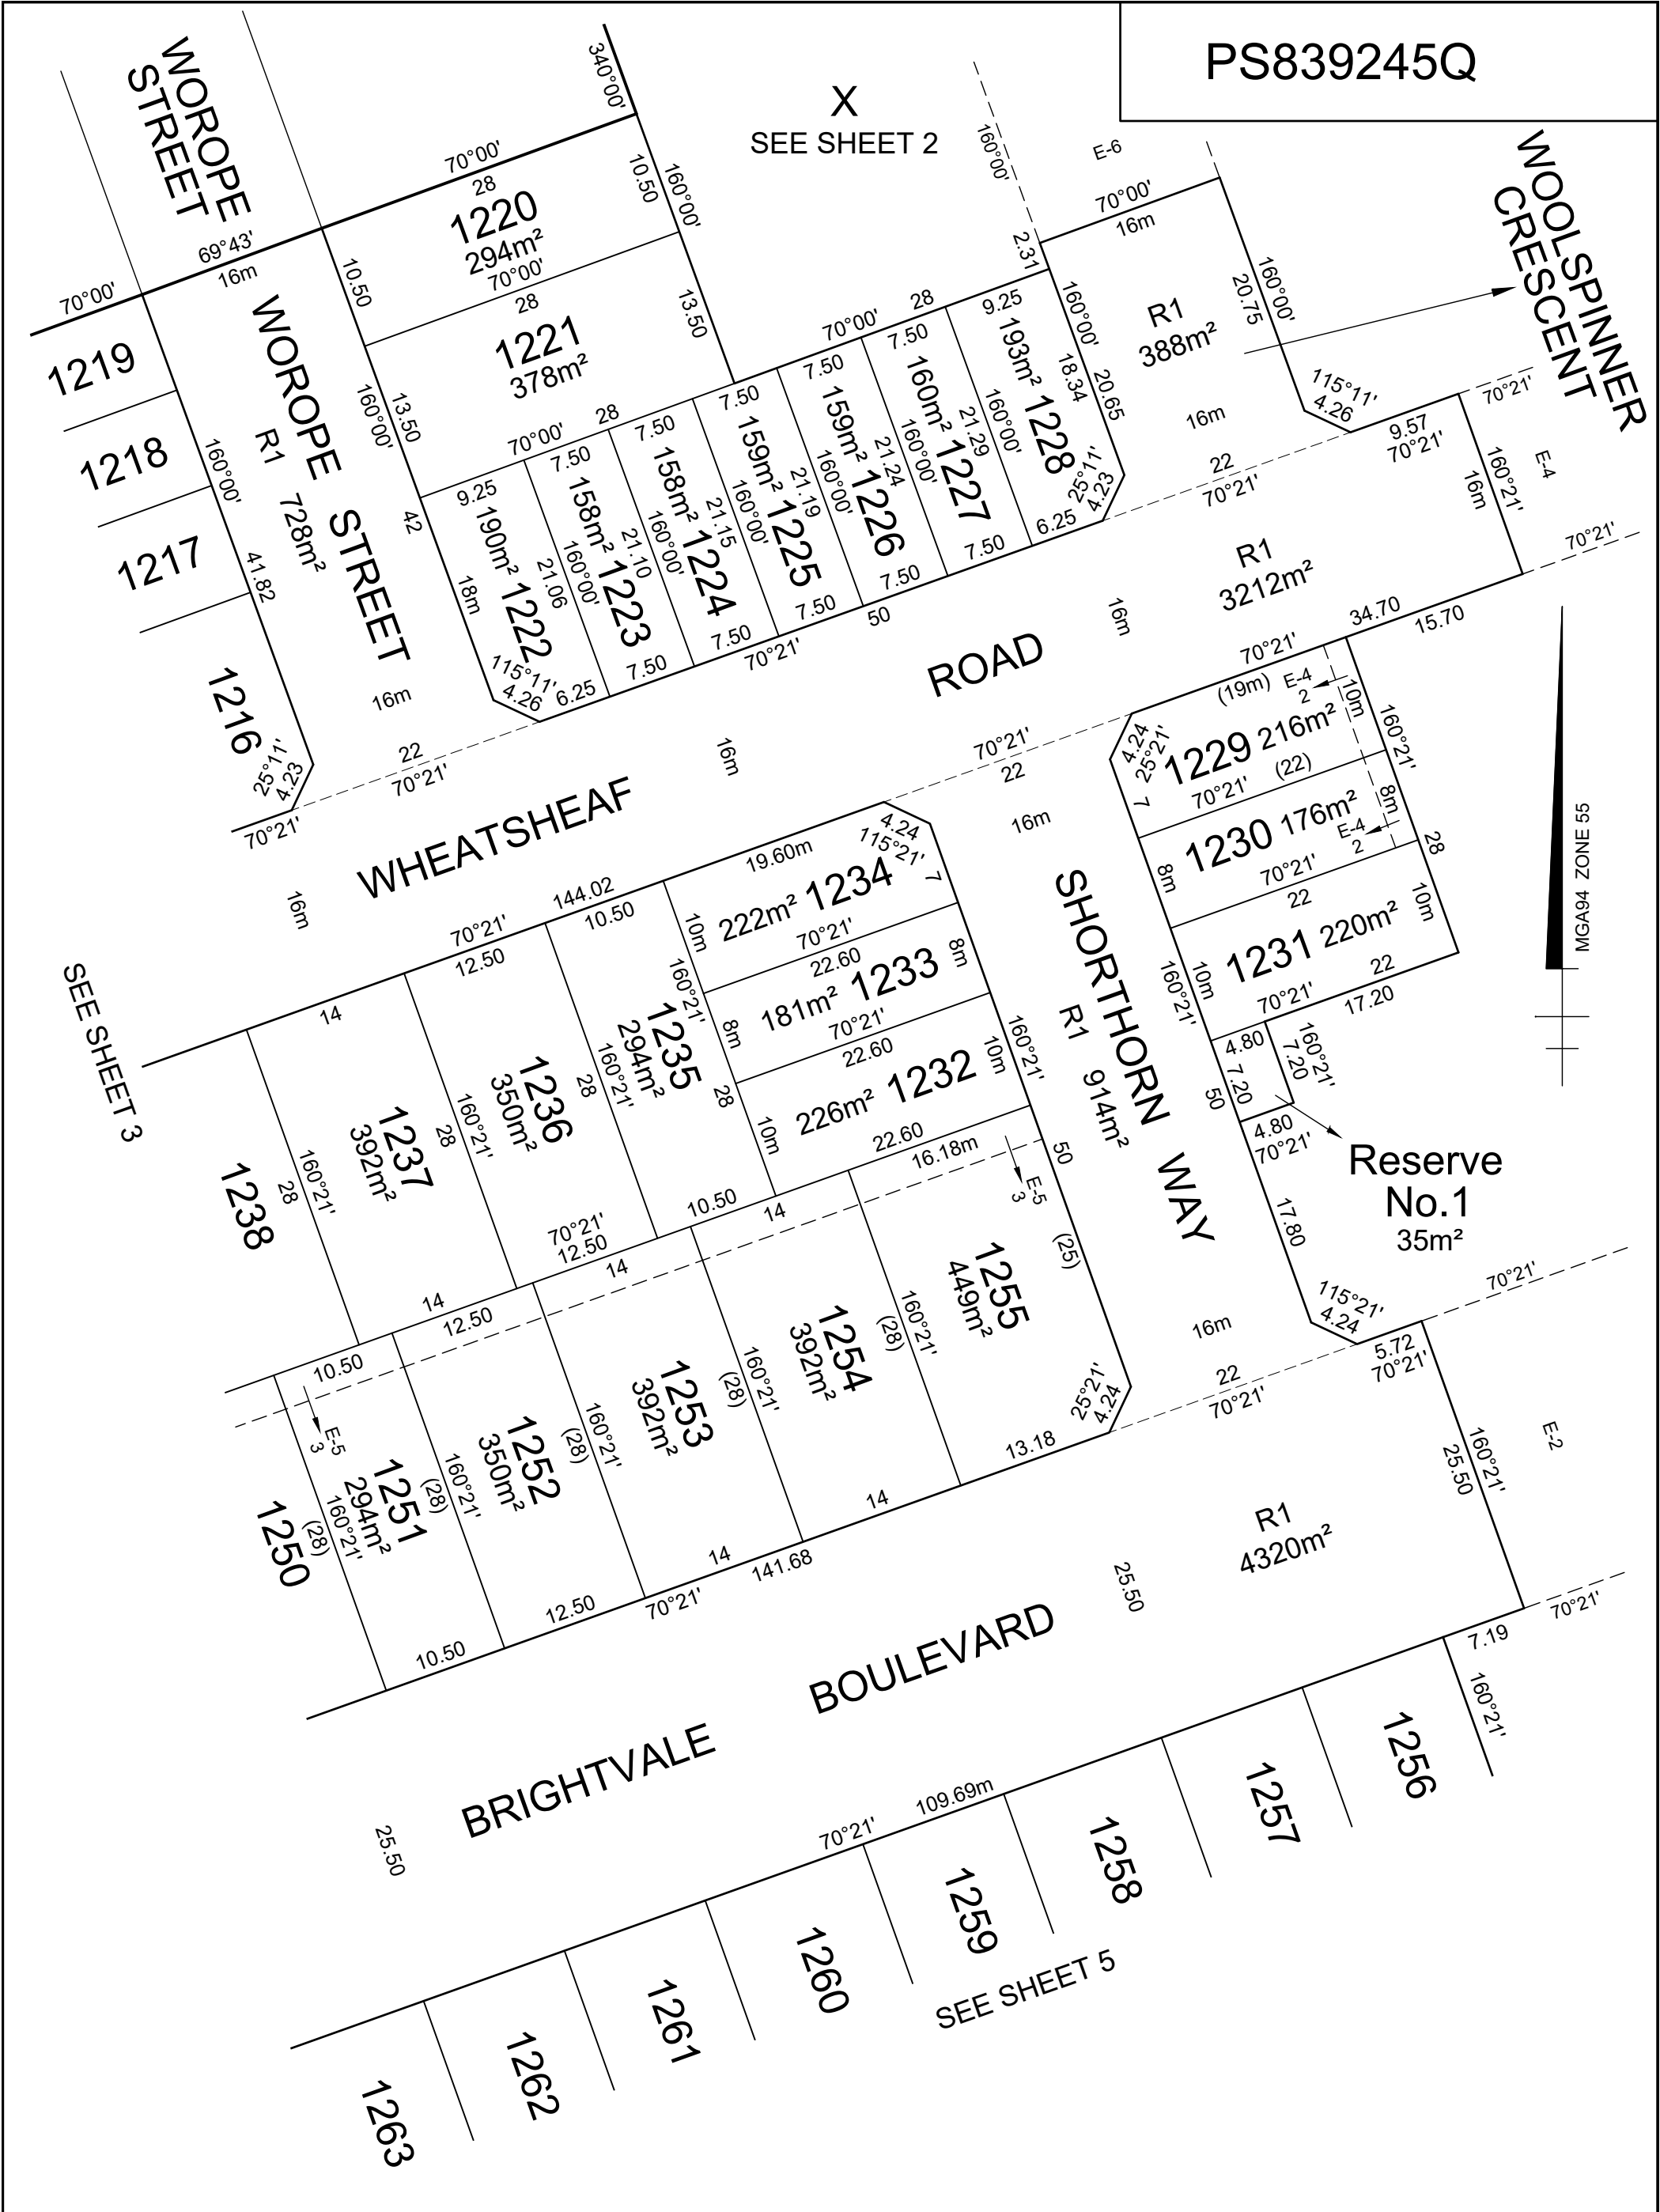 PS839245Q
WOROPE
STREET
340°00'
X
SEE SHEET 2
160°00'
E-6
WOOLSPINNER
CRESCENT
70°00'
28
1220
294m²
70°00'
10.50
160°00'
69°43'
16m
70°00'
10.50
28
1221
378m²
13.50
13.50
160°00'
2.31
70°00'
16m
R1
388m²
160°00'
20.75
160°00'
18.34
20.65
16m
115°11'
4.26
9.57
70°21'
70°21'
160°21'
16m
E-4
70°21'
1219
1218
1217
1216
160°00'
41.82
25°11'
4.23
70°21'
WOROPE STREET
R1 728m²
42
18m
16m
22
70°21'
70°00'
28
9.25
190m² 1222
21.06
160°00'
115°11'
4.26
6.25
7.50
158m² 1223
21.10
160°00'
7.50
7.50
158m² 1224
21.15
160°00'
7.50
7.50
159m² 1225
21.19
160°00'
7.50
70°00'
28
7.50
159m² 1226
21.24
160°00'
7.50
7.50
160m² 1227
21.29
160°00'
7.50
9.25
193m² 1228
25°11'
4.23
6.25
70°21'
50
22
70°21'
R1
3212m²
16m
WHEATSHEAF
ROAD
16m
16m
SEE SHEET 3
34.70
15.70
70°21'
(19m)
E-4
2
10m
4.24
25°21'
1229 216m²
7
70°21'
(22)
160°21'
1230 176m²
8m
8m
E-4
2
70°21'
22
28
1231 220m²
10m
10m
160°21'
70°21'
22
17.20
4.80
7.20
160°21'
7.20
4.80
70°21'
50
17.80
Reserve
No.1
35m²
MGA94 ZONE 55
70°21'
22
16m
SHORTHORN WAY
R1 914m²
16m
144.02
70°21'
19.60m
4.24
115°21'
7
222m² 1234
10m
70°21'
22.60
160°21'
181m² 1233
8m
8m
70°21'
22.60
28
226m² 1232
10m
10m
22.60
160°21'
50
10.50
1235
294m²
160°21'
28
10.50
12.50
1236
350m²
160°21'
28
70°21'
12.50
14
1237
392m²
160°21'
28
14
1238
10.50
12.50
14
14
16.18m
E-5
3
E-5
3
1250
(28)
160°21'
1251
294m²
(28)
160°21'
10.50
1252
350m²
(28)
160°21'
12.50
1253
392m²
(28)
160°21'
14
1254
392m²
(28)
160°21'
14
1255
449m²
(25)
25°21'
4.24
13.18
70°21'
141.68
22
70°21'
115°21'
4.24
5.72
70°21'
70°21'
160°21'
25.50
E-2
R1
4320m²
25.50
BRIGHTVALE
BOULEVARD
25.50
70°21'
7.19
160°21'
70°21'
109.69m
1256
1257
1258
1259
1260
1261
1262
1263
SEE SHEET 5